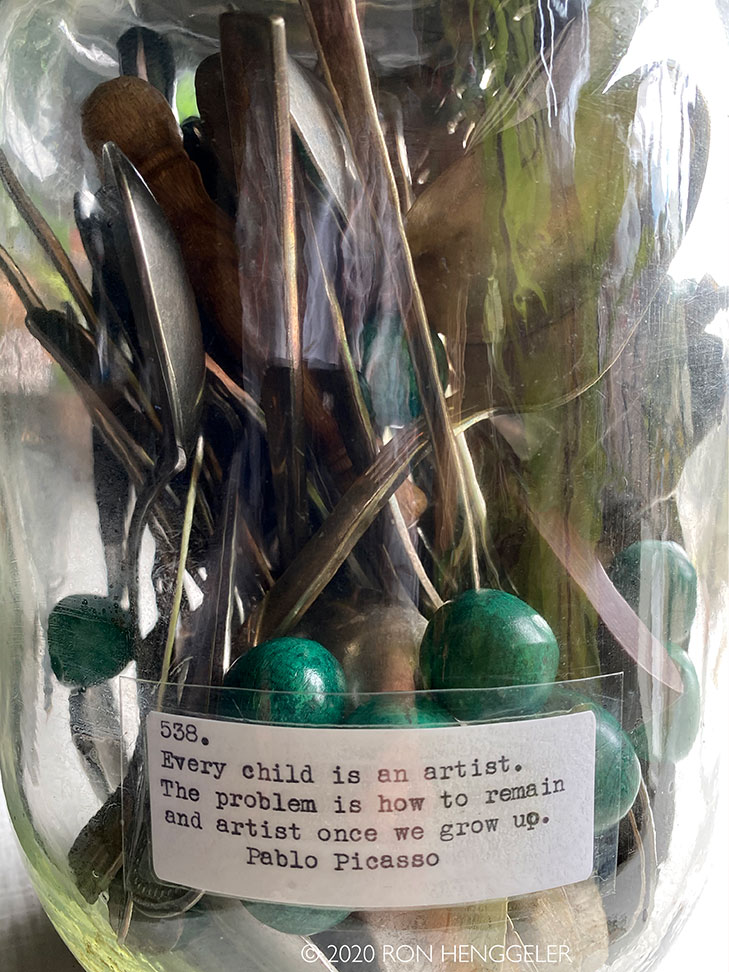 538.
Every child is an artist.
The problem is how to remain
and artist once we grow up.
Pablo Picasso
© 2020 RON HENGGELER